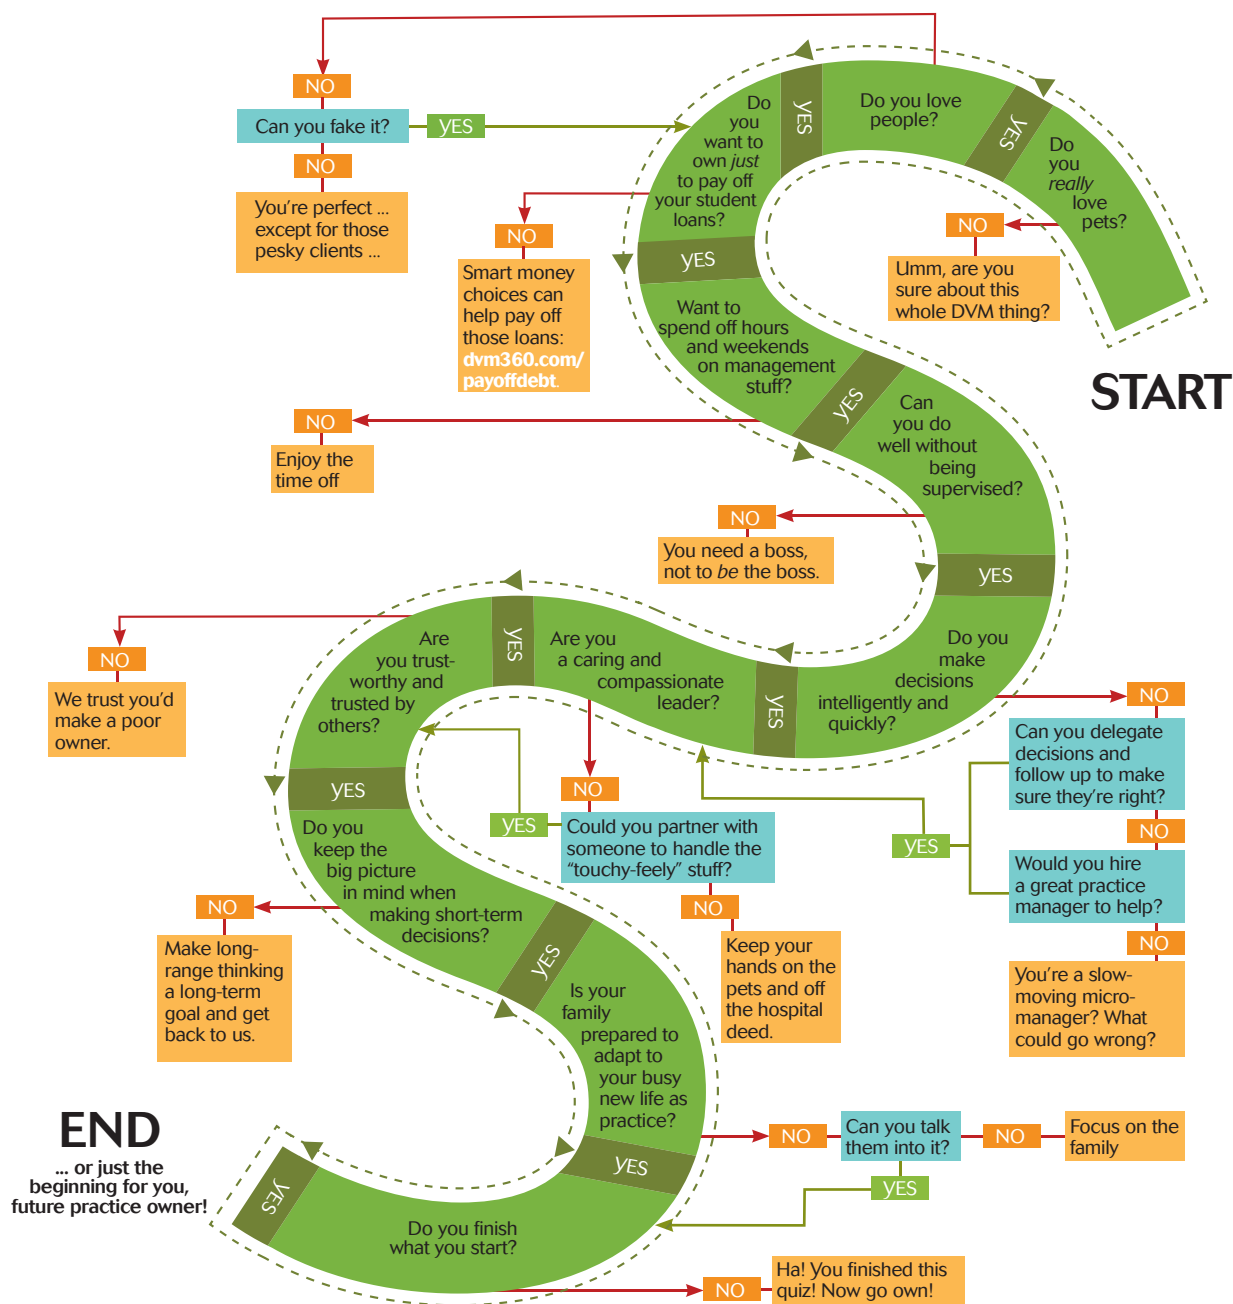 START
Do
you
really
love
pets?
YES
NO
Umm, are you
sure about this
whole DVM thing?
Do you love
people?
YES
NO
Can you fake it?
YES
NO
You’re perfect ...
except for those
pesky clients ...
Do
you
want to
own just
to pay off
your student
loans?
YES
NO
Smart money
choices can
help pay off
those loans:
dvm360.com/
payoffdebt.
Want to
spend off hours
and weekends
on management
stuff?
YES
NO
Enjoy the
time off
Can
you do
well without
being
supervised?
YES
NO
You need a boss,
not to be the boss.
Do you
make
decisions
intelligently and
quickly?
YES
NO
Can you delegate
decisions and
follow up to make
sure they’re right?
NO
YES
Would you hire
a great practice
manager to help?
NO
You’re a slow-
moving micro-
manager? What
could go wrong?
Are you
a caring and
compassionate
leader?
YES
NO
Could you partner with
someone to handle the
“touchy-feely” stuff?
YES
NO
Keep your
hands on the
pets and off
the hospital
deed.
Are
you trust-
worthy and
trusted by
others?
YES
NO
We trust you’d
make a poor
owner.
Do you
keep the
big picture
in mind when
making short-term
decisions?
YES
NO
Make long-
range thinking
a long-term
goal and get
back to us.
Is your
family
prepared to
adapt to
your busy
new life as
practice?
YES
NO
Can you talk
them into it?
NO
Focus on the
family
YES
Do you finish
what you start?
YES
NO
Ha! You finished this
quiz! Now go own!
END
... or just the
beginning for you,
future practice owner!